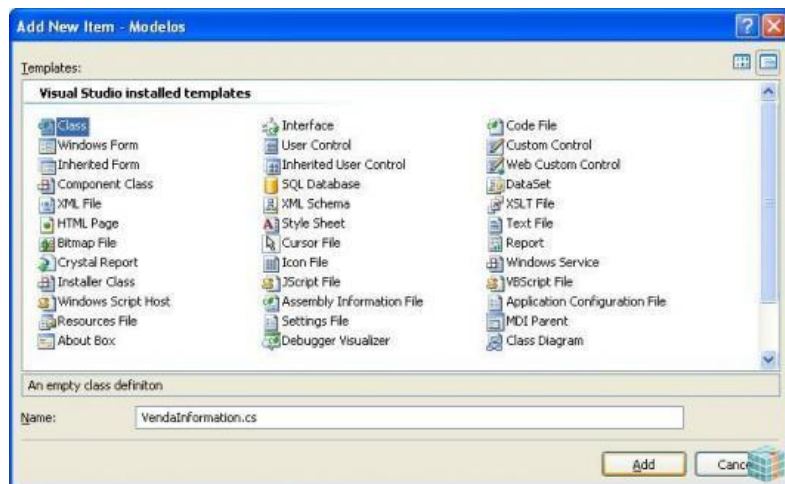 Add New Item - Modelos
Templates:
Visual Studio installed templates
Class Interface Code File
Windows Form User Control Custom Control
Inherited Form Inherited User Control Web Custom Control
Component Class SQL Database DataSet
XML File XML Schema XSLT File
HTML Page Style Sheet Text File
Bitmap File Cursor File Report
Crystal Report Icon File Windows Service
Installer Class JScript File VBScript File
Windows Script Host Assembly Information File Application Configuration File
Resources File Settings File MDI Parent
About Box Debugger Visualizer Class Diagram
An empty class definiton
Name: VendaInformation.cs
Add Cance